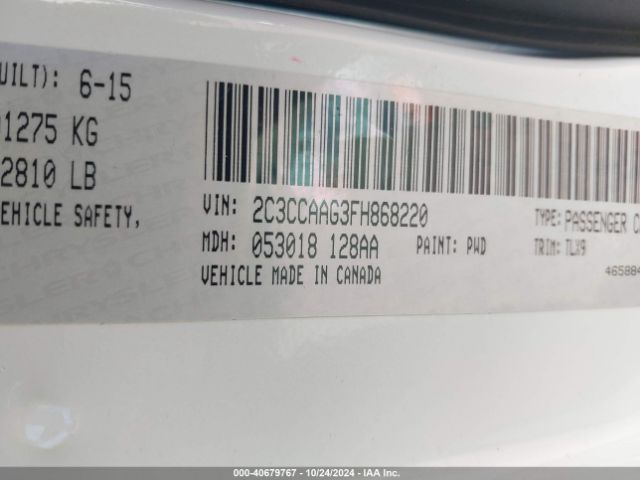 UILT): 6-15
1275 KG
2810 LB
EHICLE SAFETY,
VIN: 2C3CCAAG3FH868220
TYPE: PASSENGER
MDH: 053018 128AA PAINT: PWD
TRIM: TLX9
VEHICLE MADE IN CANADA
46588
000-40679767 • 10/24/2024 • IAA Inc.